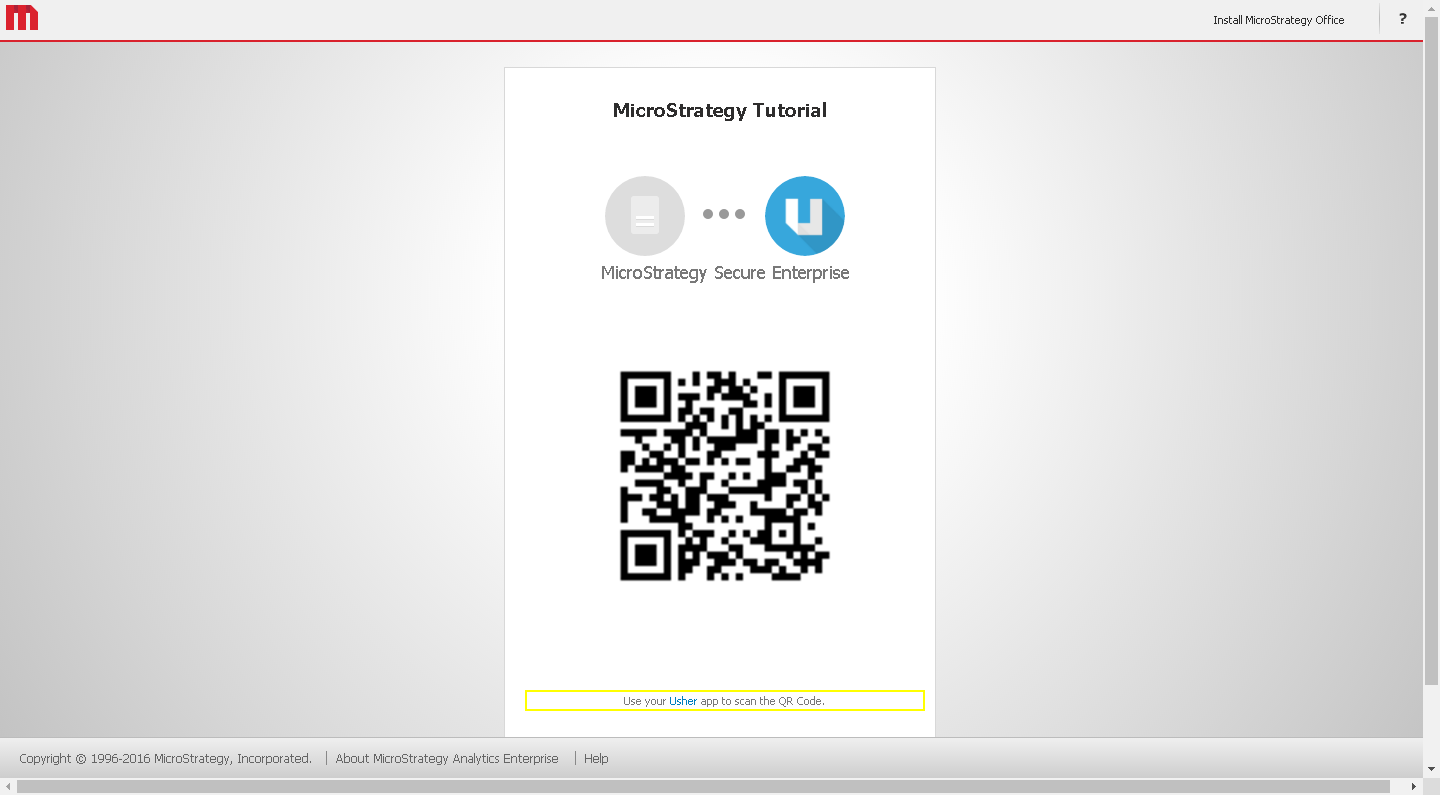 Install MicroStrategy Office
?
MicroStrategy Tutorial
MicroStrategy Secure Enterprise
Use your Usher app to scan the QR Code.
Copyright © 1996-2016 MicroStrategy, Incorporated. About MicroStrategy Analytics Enterprise Help